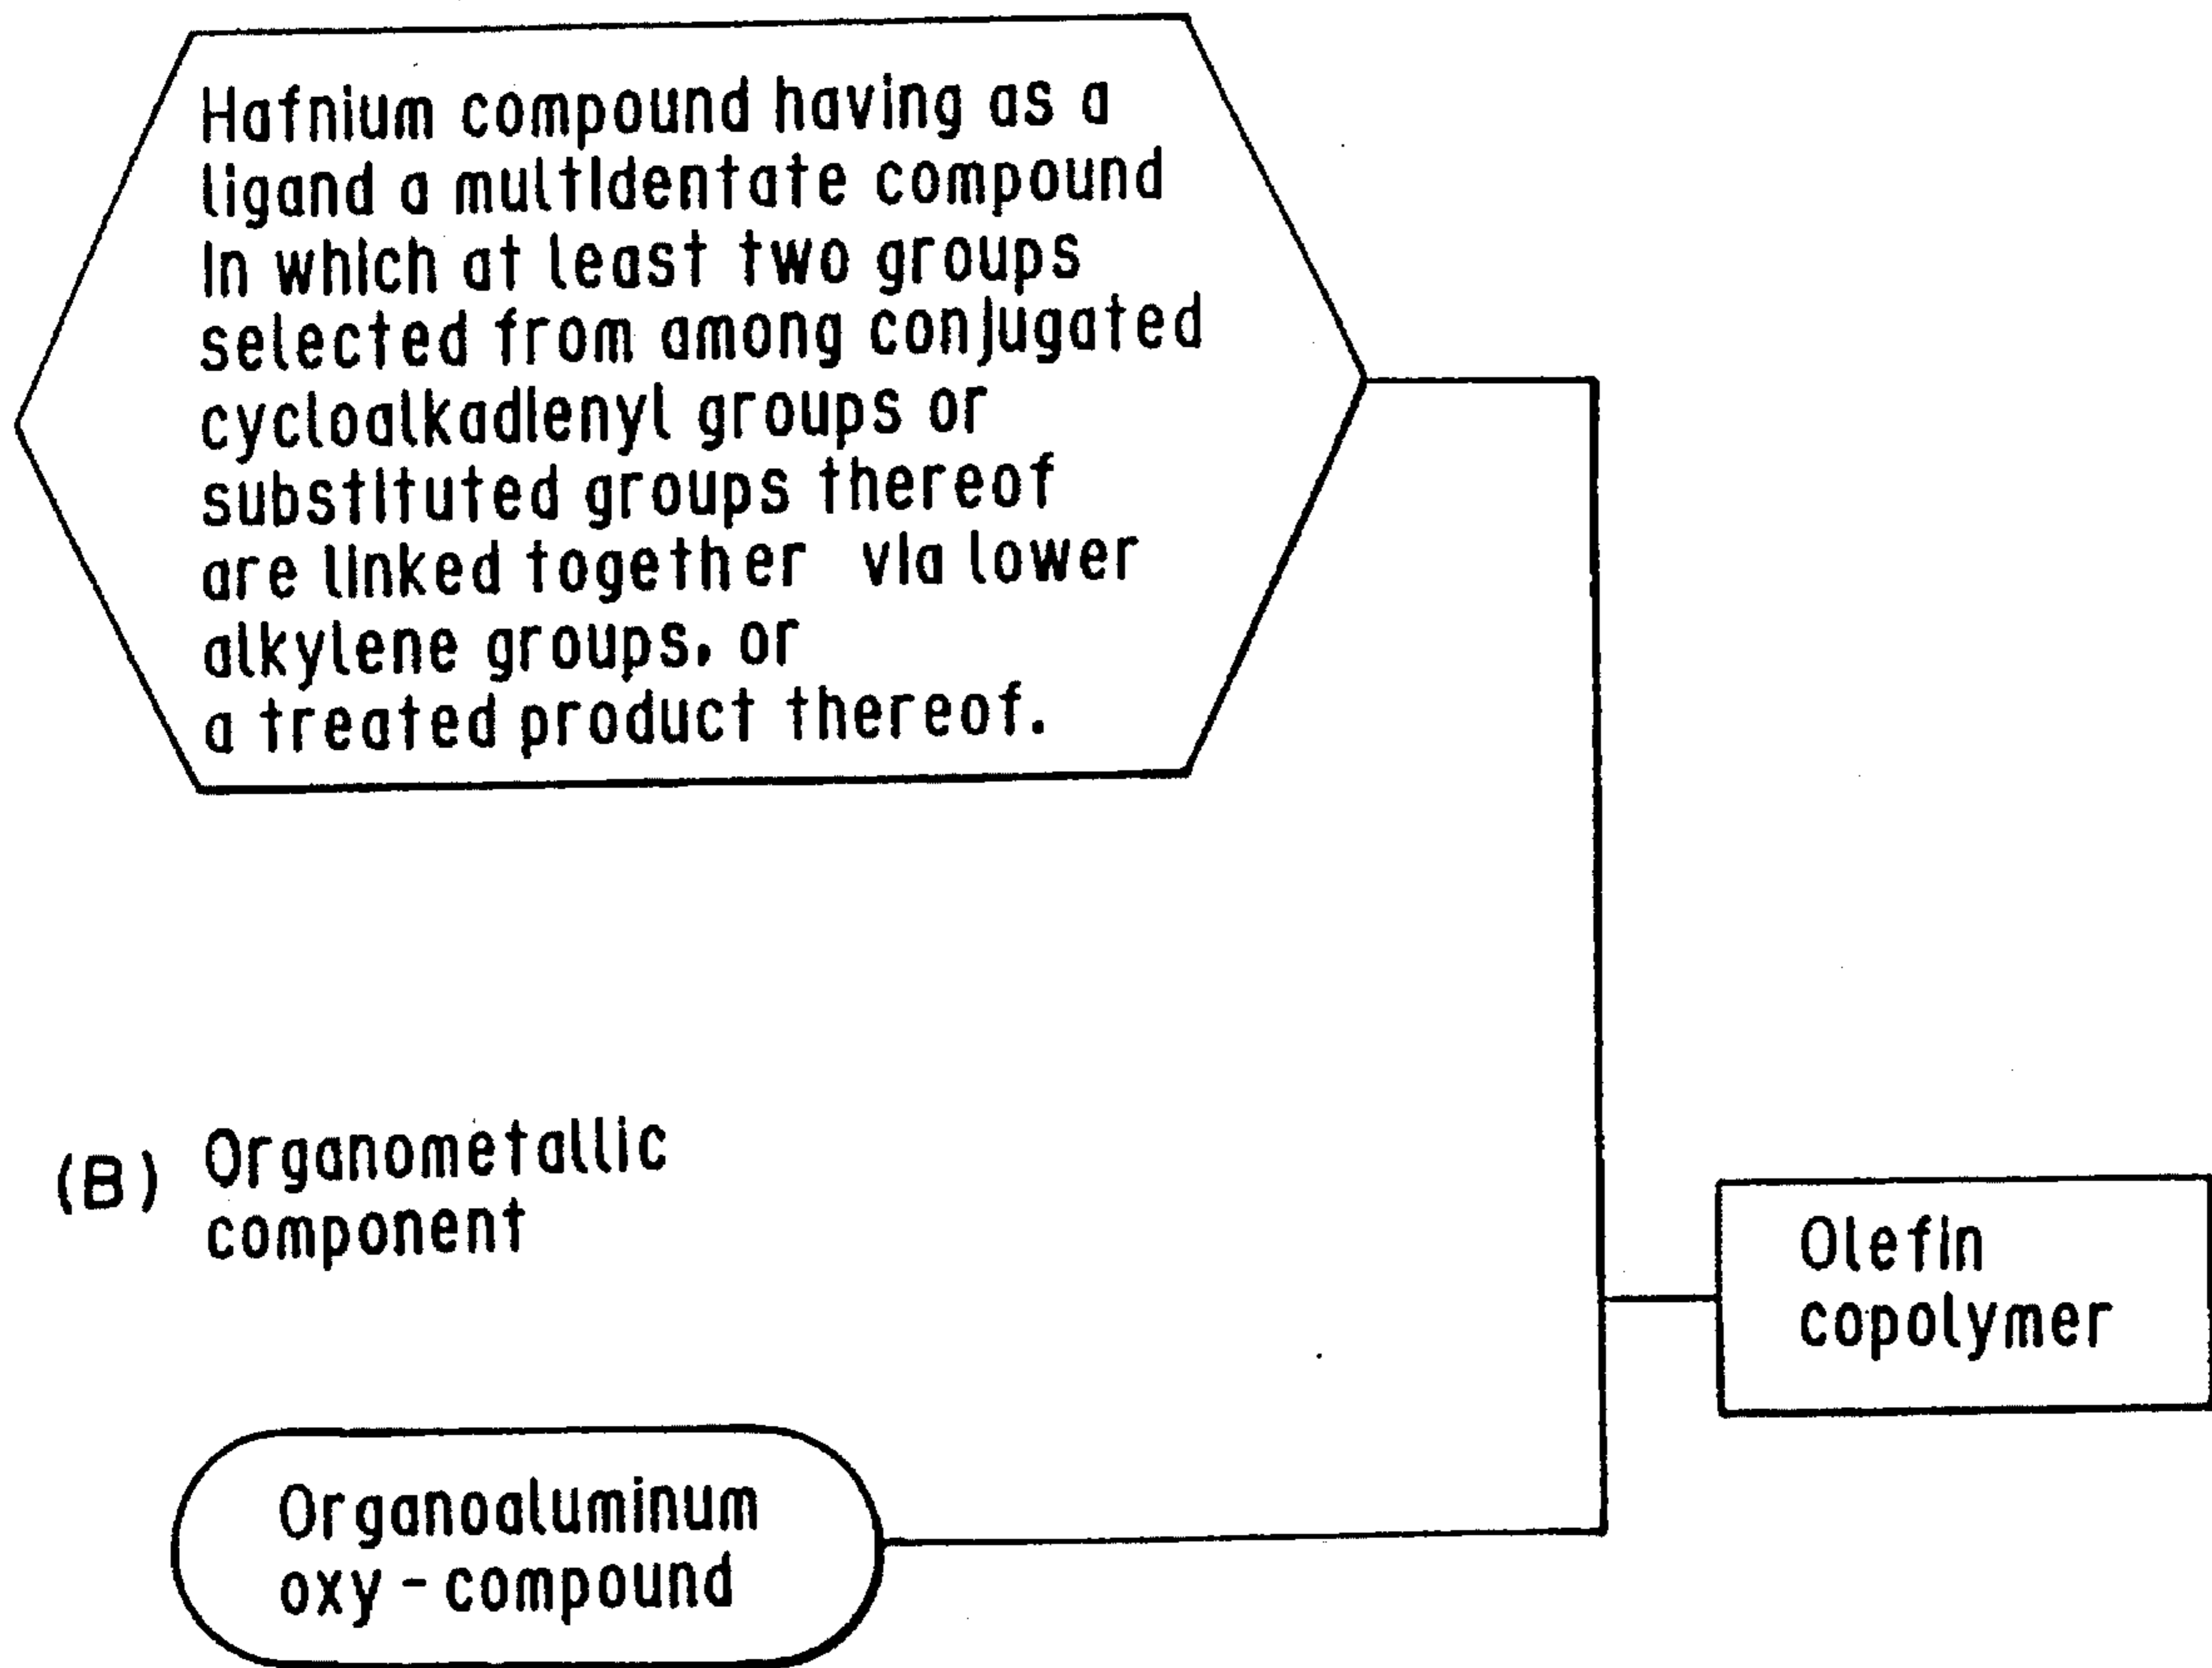 Hafnium compound having as a
ligand a multidentate compound
in which at least two groups
selected from among conjugated
cycloalkadienyl groups or
substituted groups thereof
are linked together via lower
alkylene groups, or
a treated product thereof.
(B) Organometallic
component
Olefin
copolymer
Organoaluminum
oxy-compound